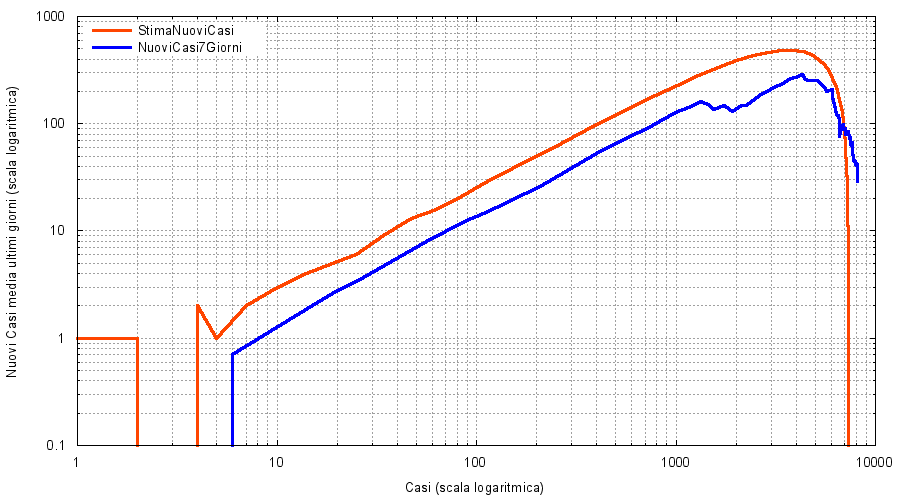 1000
100
10
1
0.1
StimaNuoviCasi
NuoviCasi7Giorni
Nuovi Casi media ultimi giorni (scala logaritmica)
1 10 100 1000 10000
Casi (scala logaritmica)